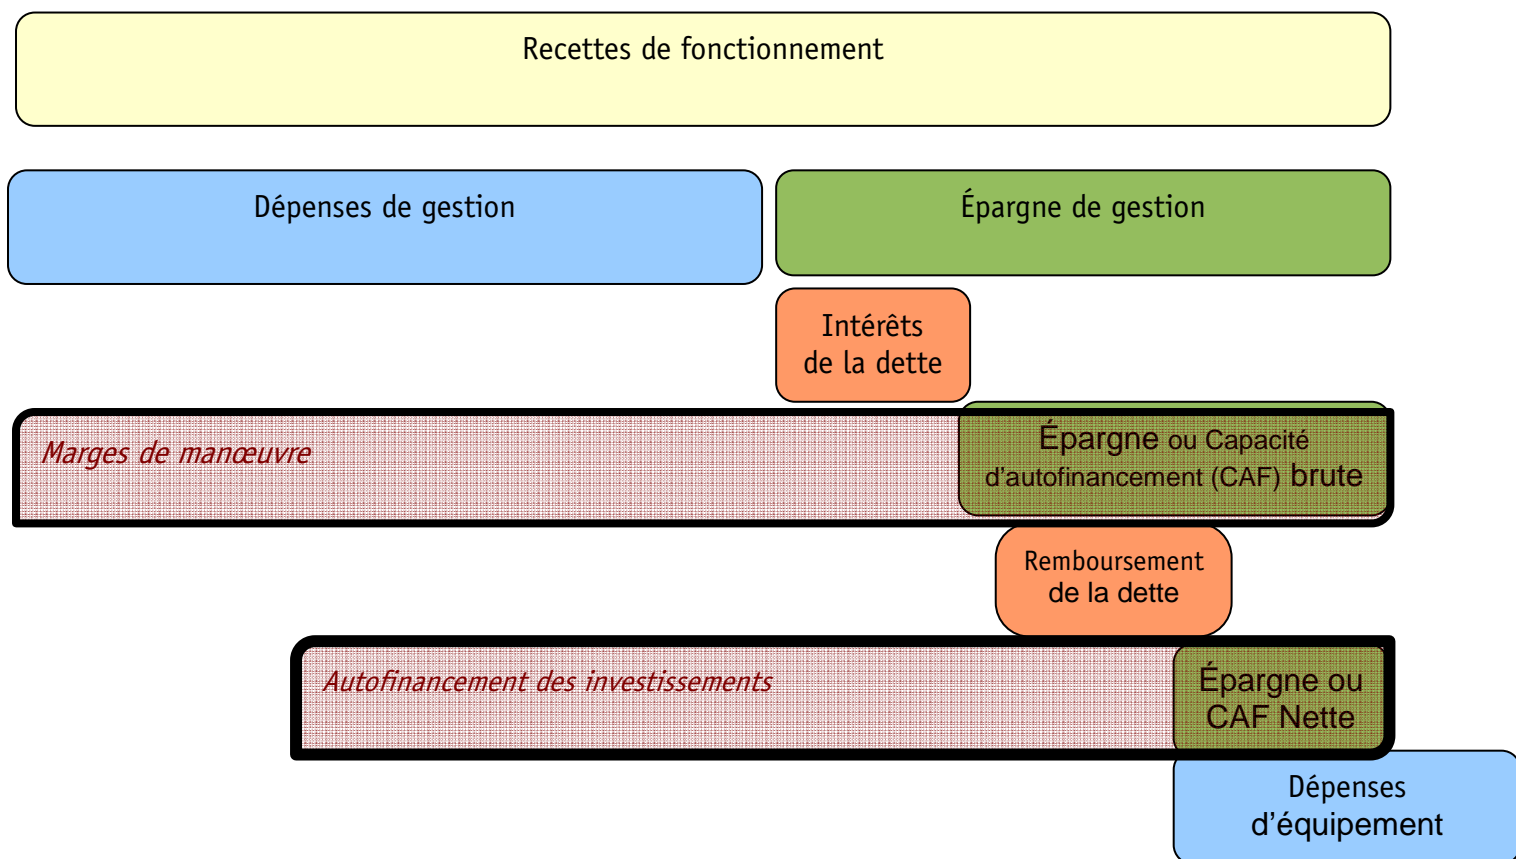 Recettes de fonctionnement
Dépenses de gestion
Épargne de gestion
Intérêts
de la dette
Marges de manœuvre
Épargne ou Capacité
d'autofinancement (CAF) brute
Remboursement
de la dette
Autofinancement des investissements
Épargne ou
CAF Nette
Dépenses
d'équipement